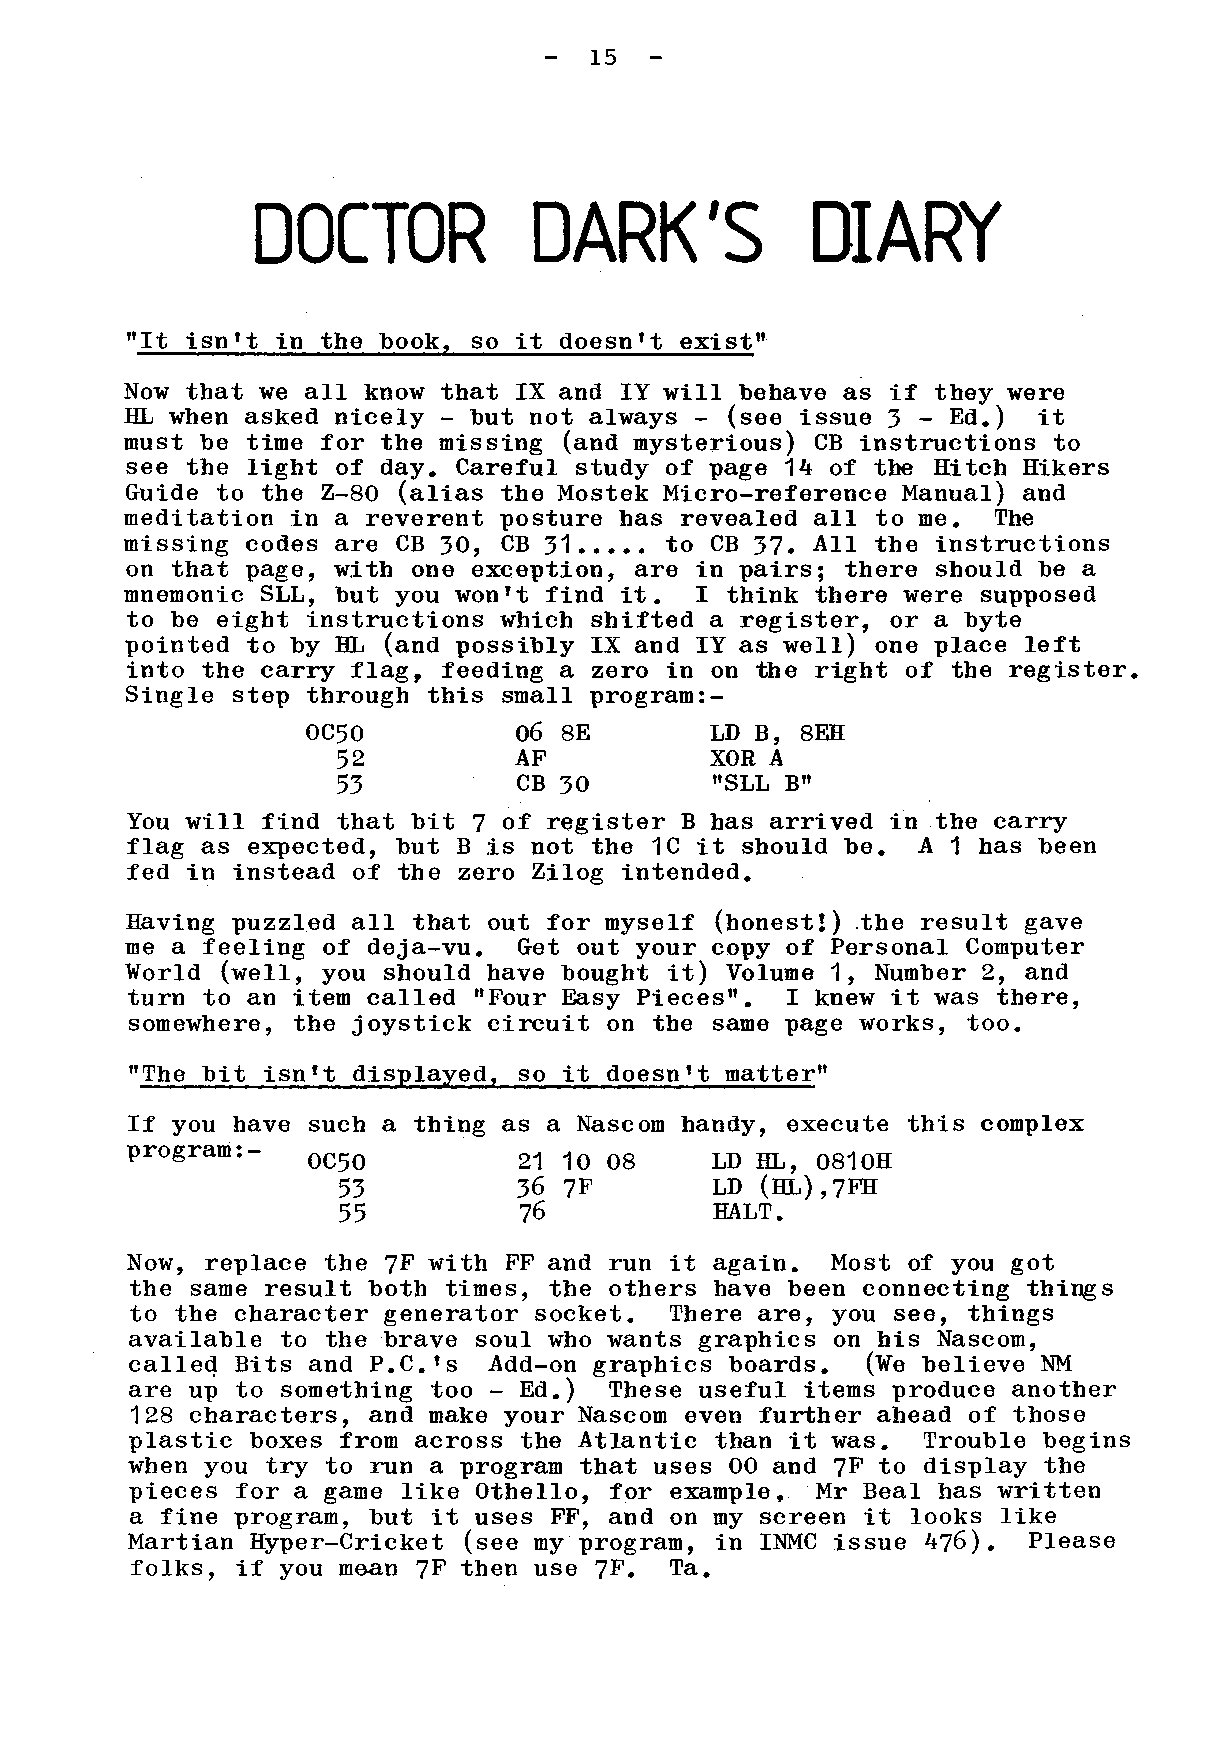 - 15 -
DOCTOR DARK'S DIARY
"It isn't in the book, so it doesn't exist"
Now that we all know that IX and IY will behave as if they were
HL when asked nicely - but not always - (see issue 3 - Ed.) it
must be time for the missing (and mysterious) CB instructions to
see the light of day. Careful study of page 14 of the Hitch Hikers
Guide to the Z-80 (alias the Mostek Micro-reference Manual) and
meditation in a reverent posture has revealed all to me. The
missing codes are CB 30, CB 31..... to CB 37. All the instructions
on that page, with one exception, are in pairs; there should be a
mnemonic SLL, but you won't find it. I think there were supposed
to be eight instructions which shifted a register, or a byte
pointed to by HL (and possibly IX and IY as well) one place left
into the carry flag, feeding a zero in on the right of the register.
Single step through this small program:-
0C50 06 8E LD B, 8EH
52 AF XOR A
53 CB 30 "SLL B"
You will find that bit 7 of register B has arrived in the carry
flag as expected, but B is not the 1C it should be. A 1 has been
fed in instead of the zero Zilog intended.
Having puzzled all that out for myself (honest!) the result gave
me a feeling of deja-vu. Get out your copy of Personal Computer
World (well, you should have bought it) Volume 1, Number 2, and
turn to an item called "Four Easy Pieces". I knew it was there,
somewhere, the joystick circuit on the same page works, too.
"The bit isn't displayed, so it doesn't matter"
If you have such a thing as a Nascom handy, execute this complex
program:-
0C50 21 10 08 LD HL, 0810H
53 36 7F LD (HL),7FH
55 76 HALT.
Now, replace the 7F with FF and run it again. Most of you got
the same result both times, the others have been connecting things
to the character generator socket. There are, you see, things
available to the brave soul who wants graphics on his Nascom,
called Bits and P.C.'s Add-on graphics boards. (We believe NM
are up to something too - Ed.) These useful items produce another
128 characters, and make your Nascom even further ahead of those
plastic boxes from across the Atlantic than it was. Trouble begins
when you try to run a program that uses 00 and 7F to display the
pieces for a game like Othello, for example. Mr Beal has written
a fine program, but it uses FF, and on my screen it looks like
Martian Hyper-Cricket (see my program, in INMC issue 476). Please
folks, if you mean 7F then use 7F. Ta.